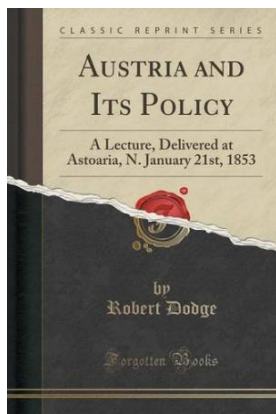 CLASSIC REPRINT SERIES
AUSTRIA AND
ITS POLICY
A Lecture, Delivered at
Astoaria, N. January 21st, 1853
by
Robert Dodge
Forgotten Books